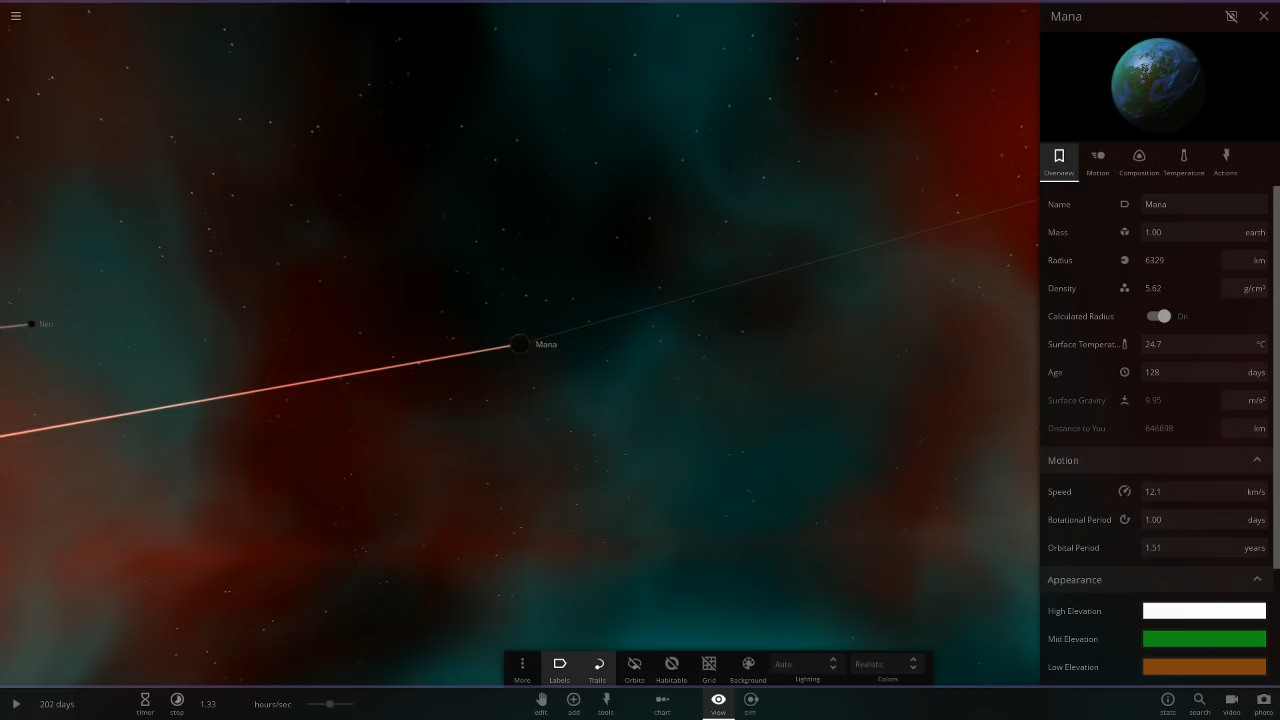 Mana
Overview
Motion
Composition
Temperature
Actions
Name Mana
Mass 1.00 earth
Radius 6329 km
Density 5.62 g/cm³
Calculated Radius On
Surface Temperat... 24.7 °C
Age 128 days
Surface Gravity 9.95 m/s²
Distance to You 646698 km
Motion
Speed 12.1 km/s
Rotational Period 1.00 days
Orbital Period 1.51 years
Appearance
High Elevation
Mid Elevation
Low Elevation
Mana
More
Labels
Trails
Orbits
Habitable
Grid
Background
Auto
Lighting
Realistic
Colors
202 days
timer
step
1.33
hours/sec
edit
add
tools
chart
view
sim
stats
search
video
photo